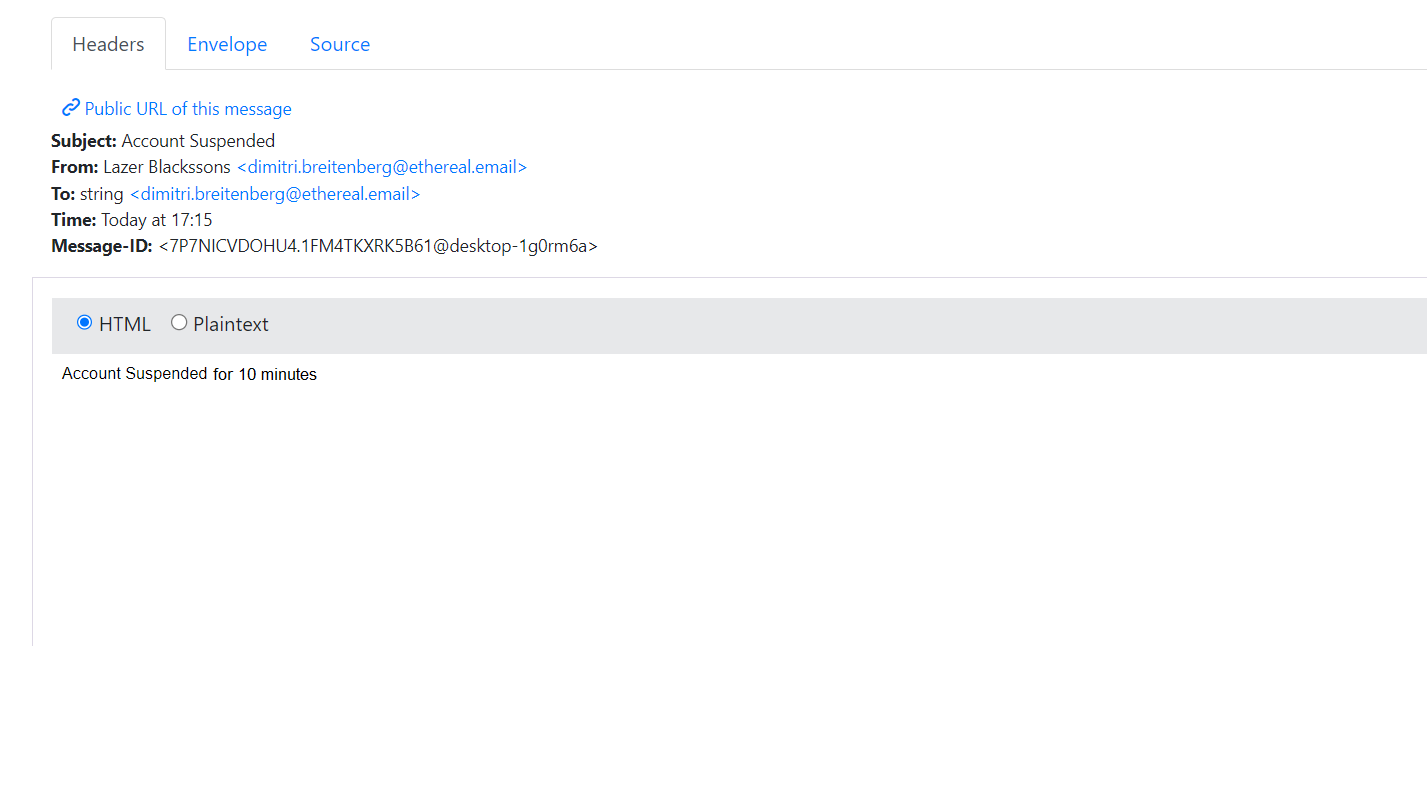 Headers Envelope Source
Public URL of this message
Subject: Account Suspended
From: Lazer Blackssons <dimitri.breitenberg@ethereal.email>
To: string <dimitri.breitenberg@ethereal.email>
Time: Today at 17:15
Message-ID: <7P7NICVDOHU4.1FM4TKXRK5B61@desktop-1g0rm6a>
HTML Plaintext
Account Suspended for 10 minutes